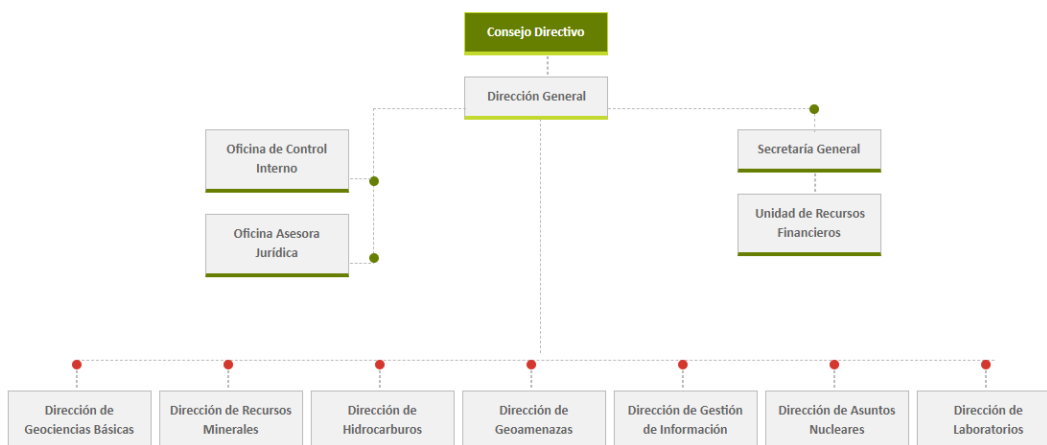 Consejo Directivo
Dirección General
Oficina de Control
Interno
Oficina Asesora
Jurídica
Secretaría General
Unidad de Recursos
Financieros
Dirección de
Geociencias Básicas
Dirección de Recursos
Minerales
Dirección de
Hidrocarburos
Dirección de
Geoamenazas
Dirección de Gestión
de Información
Dirección de Asuntos
Nucleares
Dirección de
Laboratorios